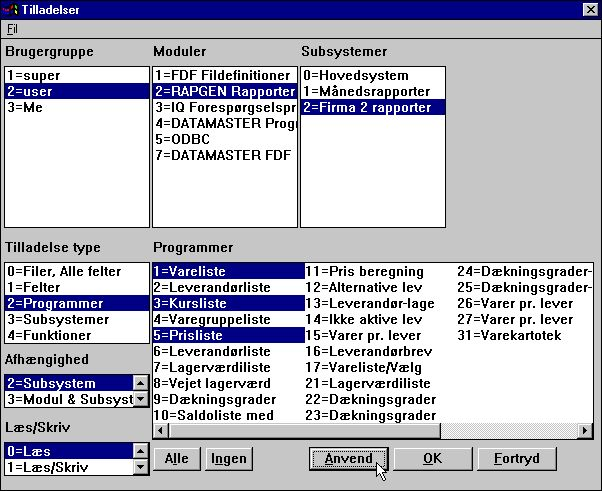 Tilladelser
Fil
Brugergruppe
1=super
2=user
3=Me
Moduler
1=FDF Fildefinitioner
2=RAPGEN Rapporter
3=IQ Forespørgselspr
4=DATAMASTER Progr
5=ODBC
7=DATAMASTER FDF
Subsystemer
0=Hovedsystem
1=Månedsrapporter
2=Firma 2 rapporter
Tilladelse type
0=Filer, Alle felter
1=Felter
2=Programmer
3=Subsystemer
4=Funktioner
Afhængighed
2=Subsystem
3=Modul & Subsyst
Læs/Skriv
0=Læs
1=Læs/Skriv
Programmer
1=Vareliste
2=Leverandørliste
3=Kursliste
4=Varegruppeliste
5=Prisliste
6=Leverandørliste
7=Lagerværdiliste
8=Vejet lagerværd
9=Dækningsgrader
10=Saldoliste med
11=Pris beregning
12=Alternative lev
13=Leverandør-lage
14=Ikke aktive lev
15=Varer pr. lever
16=Leverandørbrev
17=Vareliste/Vælg
21=Lagerværdiliste
22=Dækningsgrader
23=Dækningsgrader
24=Dækningsgrader-
25=Dækningsgrader-
26=Varer pr. lever
27=Varer pr. lever
31=Varekartotek
Alle
Ingen
Anvend
OK
Fortryd